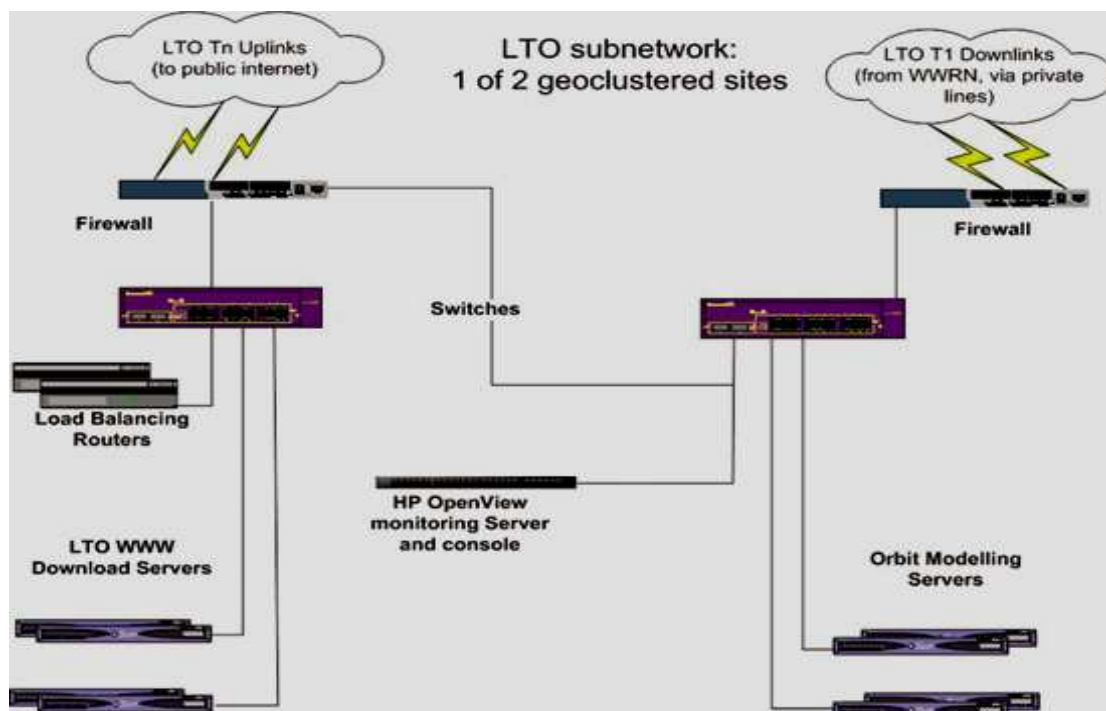 LTO Tn Uplinks
(to public internet)
LTO subnetwork:
1 of 2 geoclustered sites
LTO T1 Downlinks
(from WWRN, via private
lines)
Firewall
Firewall
Switches
Load Balancing
Routers
HP OpenView
monitoring Server
and console
LTO WWW
Download Servers
Orbit Modelling
Servers